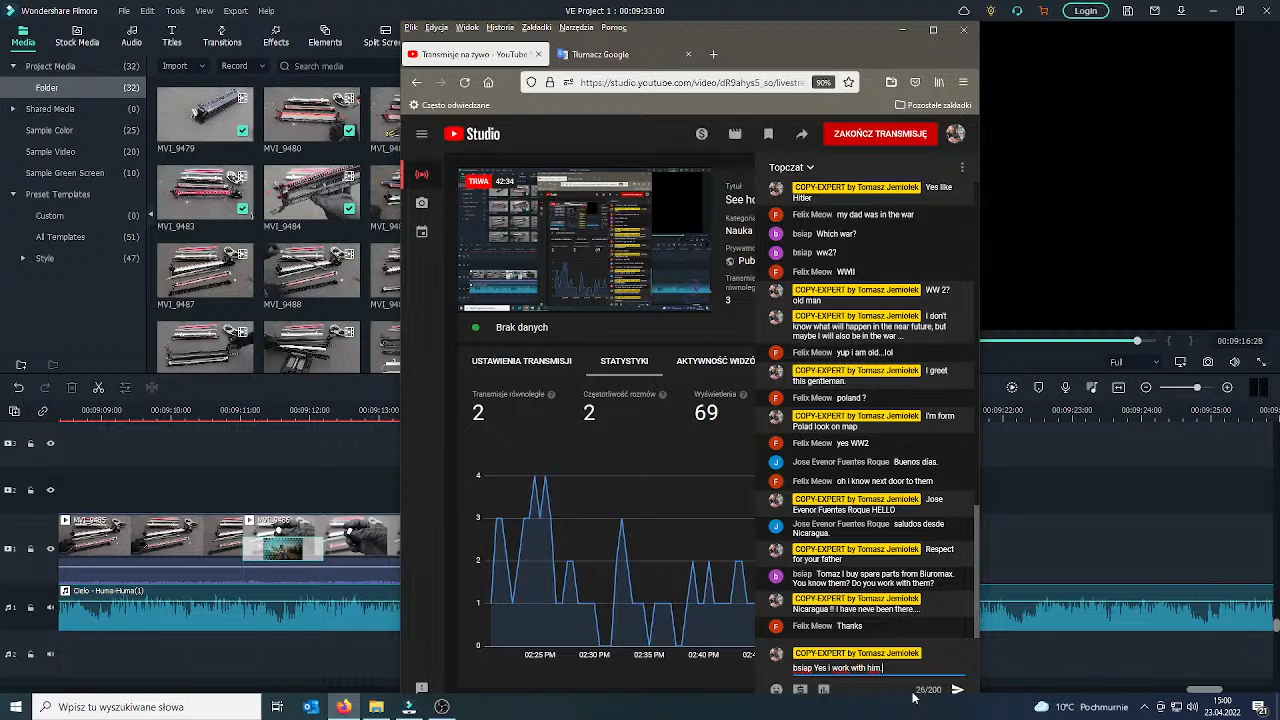 Wondershare Filmora
VE Project 1 : 00:09:33:00
Login
Media
Stock Media
Audio
Titles
Transitions
Effects
Elements
Split Scre
Project Media (32)
Folder
Shared Media (0)
Sample Color (25)
Sample Video (20)
Sample Green Screen (10)
Preset Templates (0)
Custom (0)
AI Templates (51)
Style (0)
Import
Record
Search media
MVI_9479
MVI_9480
MVI_9483
MVI_9484
MVI_9487
MVI_9488
Plik Edycja Widok Historia Zakładki Narzędzia Pomoc
Transmisje na żywo - YouTube
Tłumacz Google
https://studio.youtube.com/video/dR9ahysS_so/livestre
90%
Często odwiedzane
Pozostałe zakładki
Studio
ZAKOŃCZ TRANSMISJĘ
TRWA 42:34
Tytuł
See ho
Kategoria
Nauka
Prywatno
Pub
Transmis
równoleg
3
Brak danych
USTAWIENIA TRANSMISJI
STATYSTYKI
AKTYWNOŚĆ WIDZÓ
Transmisje równoległe
Częstotliwość rozmów
Wyświetlenia
2
2
69
4
3
2
1
0
02:25 PM
02:30 PM
02:35 PM
02:40 PM
02:4
Topczat
COPY-EXPERT by Tomasz Jemiołek Yes like
Hitler
Felix Meow my dad was in the war
bsiap Which war?
bsiap ww2?
Felix Meow WWII
COPY-EXPERT by Tomasz Jemiołek WW 2?
old man
COPY-EXPERT by Tomasz Jemiołek I don't
know what will happen in the near future, but
maybe I will also be in the war ...
Felix Meow yup i am old...lol
COPY-EXPERT by Tomasz Jemiołek I greet
this gentleman.
Felix Meow poland ?
COPY-EXPERT by Tomasz Jemiołek I'm form
Polad look on map
Felix Meow yes WW2
Jose Evenor Fuentes Roque Buenos días.
Felix Meow oh i know next door to them
COPY-EXPERT by Tomasz Jemiołek Jose
Evenor Fuentes Roque HELLO
Jose Evenor Fuentes Roque saludos desde
Nicaragua.
COPY-EXPERT by Tomasz Jemiołek Respect
for your father
bsiap Tomaz I buy spare parts from Biuromax.
You know them? Do you work with them?
COPY-EXPERT by Tomasz Jemiołek
Nicaragua !! I have neve been there....
Felix Meow Thanks
COPY-EXPERT by Tomasz Jemiołek
bsiap Yes i work with him.
26/200
00:09:16:28
Full
00:09:09:00
00:09:10:00
00:09:11:00
00:09:12:00
00:09:13:00
00:09:22:00
00:09:23:00
00:09:24:00
00:09:25:00
3
2
1
1
2
MVI_9485
MVI_9486
Cielo - Huma-Huma(1)
Wpisz tu wyszukiwane słowa
10°C Pochmurnie
15:00
23.04.2022